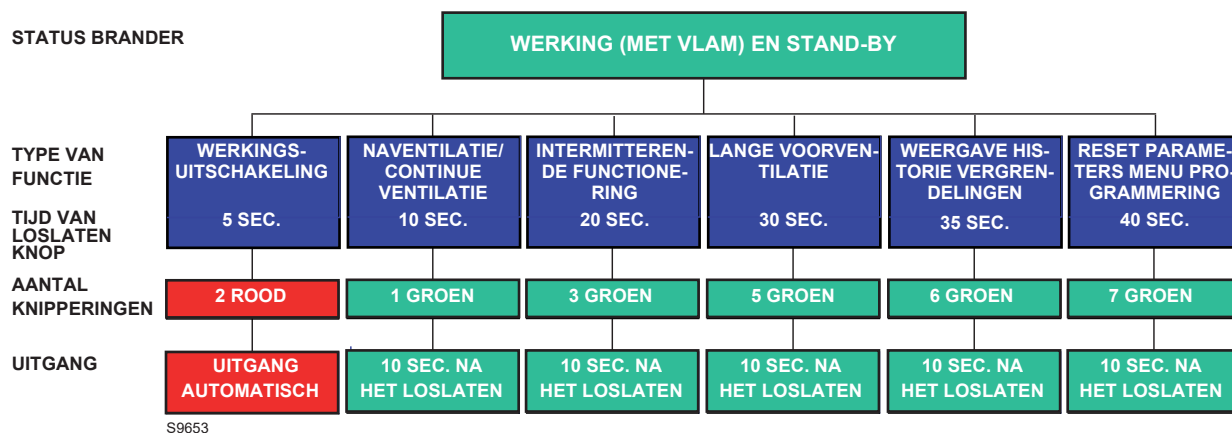 STATUS BRANDER
WERKING (MET VLAM) EN STAND-BY
TYPE VAN
FUNCTIE
WERKINGS-
UITSCHAKELING
NAVENTILATIE/
CONTINUE
VENTILATIE
INTERMITTEREN-
DE FUNCTIONE-
RING
LANGE VOORVEN-
TILATIE
WEERGAVE HIS-
TORIE VERGREN-
DELINGEN
RESET PARAME-
TERS MENU PRO-
GRAMMERING
TIJD VAN
LOSLATEN
KNOP
5 SEC.
10 SEC.
20 SEC.
30 SEC.
35 SEC.
40 SEC.
AANTAL
KNIPPERINGEN
2 ROOD
1 GROEN
3 GROEN
5 GROEN
6 GROEN
7 GROEN
UITGANG
UITGANG
AUTOMATISCH
10 SEC. NA
HET LOSLATEN
10 SEC. NA
HET LOSLATEN
10 SEC. NA
HET LOSLATEN
10 SEC. NA
HET LOSLATEN
10 SEC. NA
HET LOSLATEN
S9653